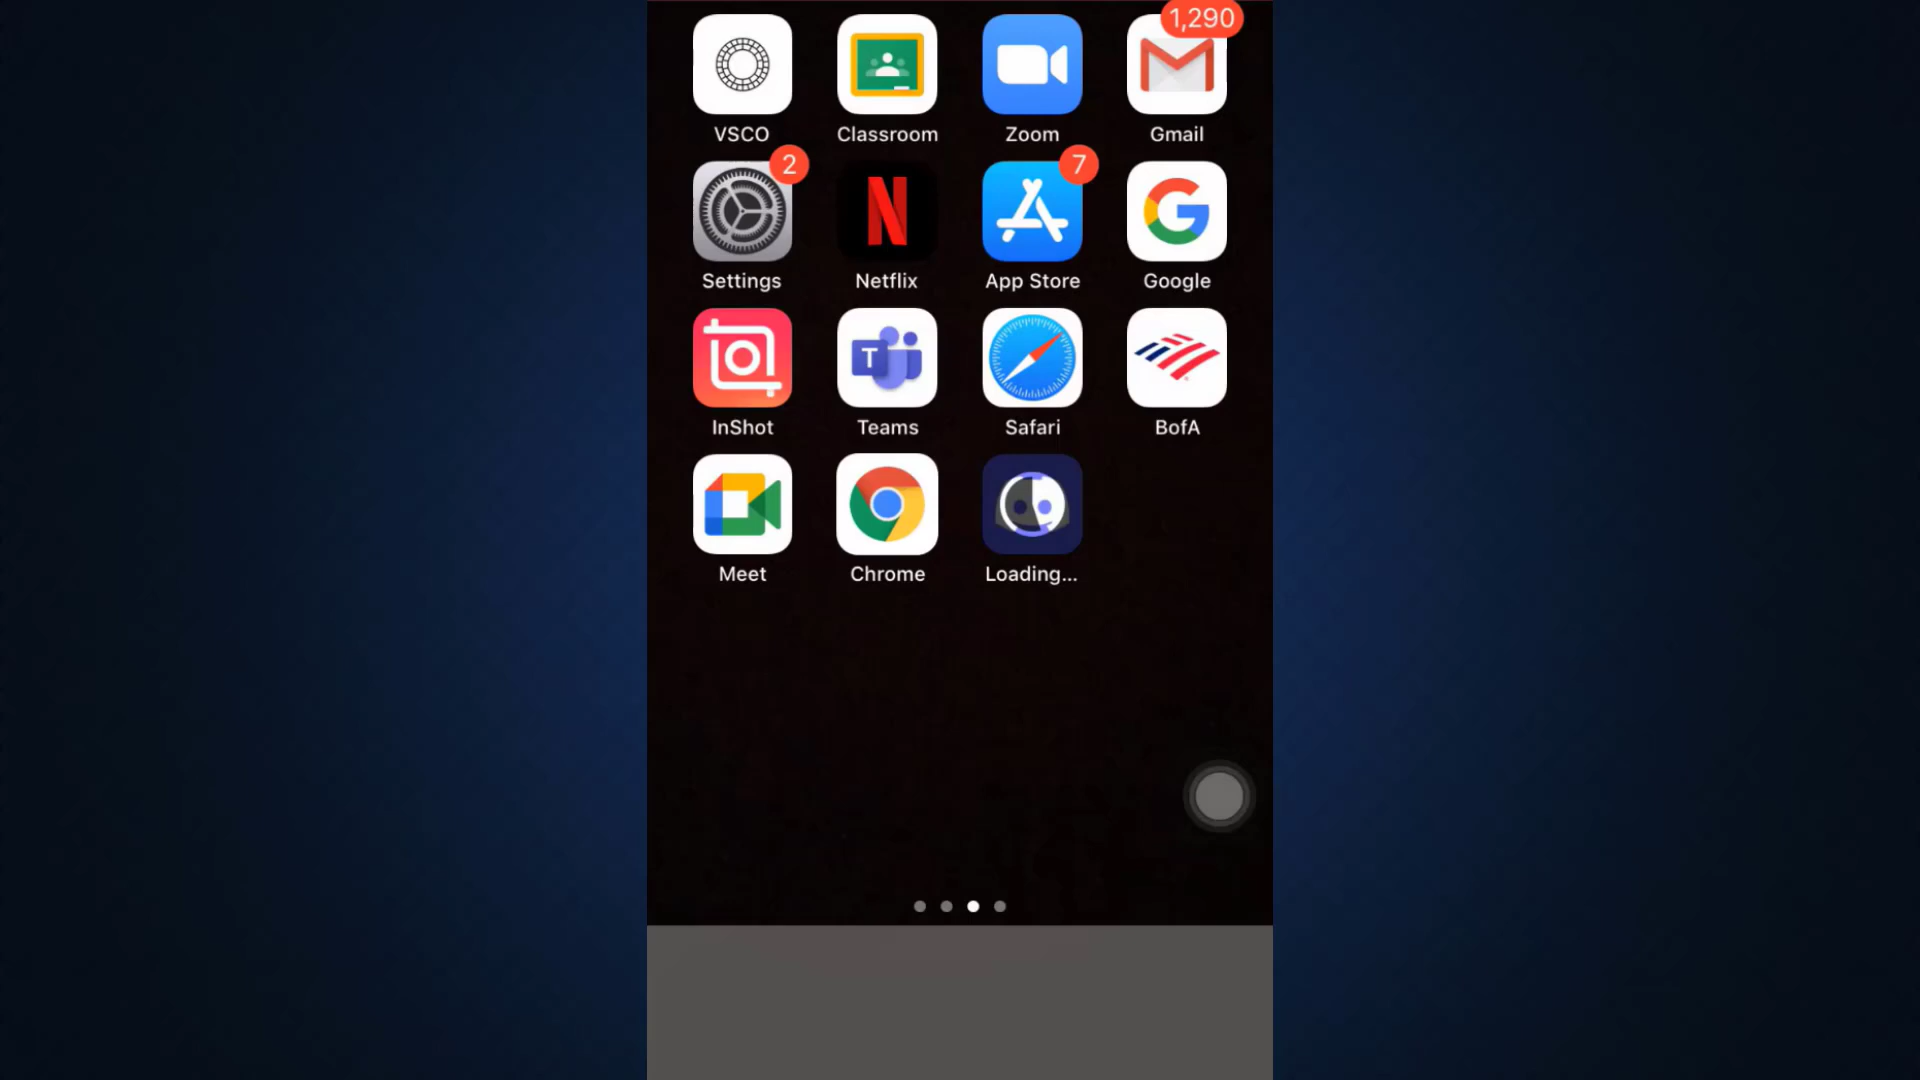 1,290
VSCO Classroom Zoom Gmail
2 7
Settings Netflix App Store Google
T
InShot Teams Safari BofA
Meet Chrome Loading...